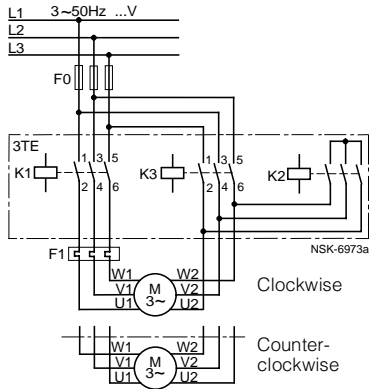 L1 3~50Hz ...V
L2
L3
F0
3TE
1 3 5
K1
2 4 6
1 3 5
K3
2 4 6
K2
NSK-6973a
F1
W1 W2
V1 M V2
U1 3~ U2
Clockwise
W1 W2
V1 M V2
U1 3~ U2
Counter-
clockwise